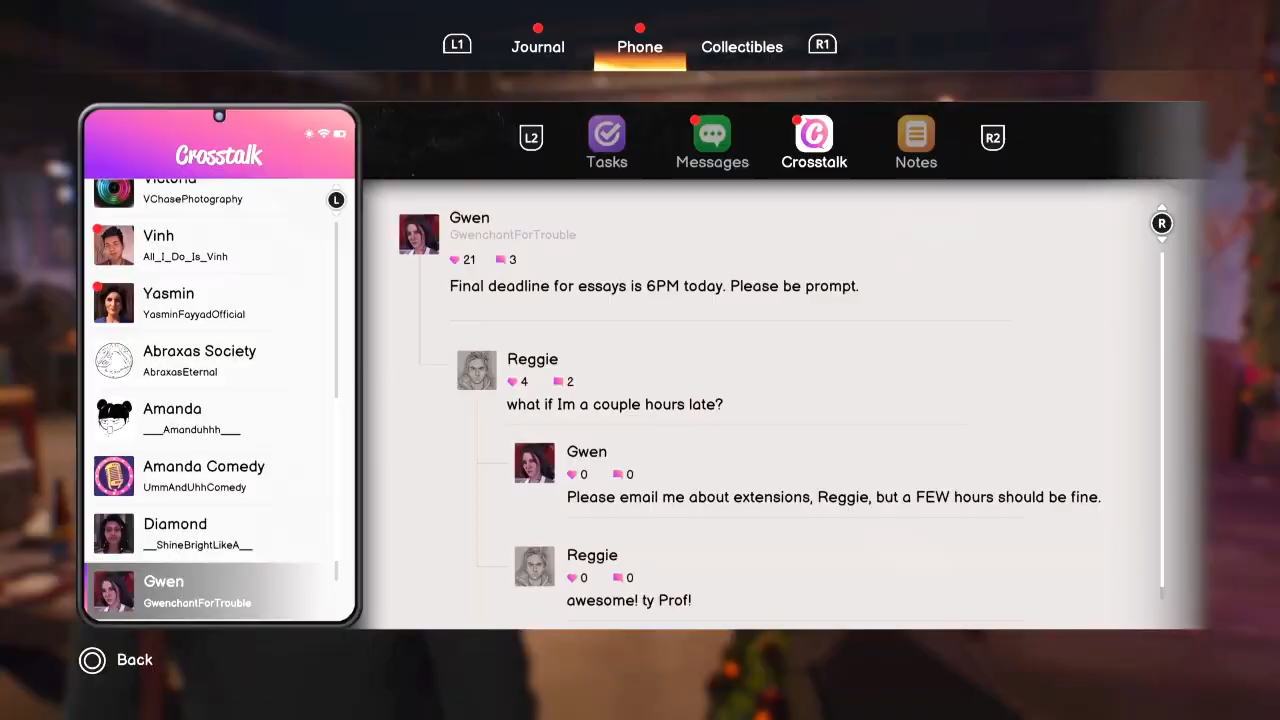 L1
Journal
Phone
Collectibles
R1
L2
Tasks
Messages
Crosstalk
Notes
R2
Crosstalk
L
Victoria
VChasePhotography
Vinh
All_I_Do_Is_Vinh
Yasmin
YasminFayyadOfficial
Abraxas Society
AbraxasEternal
Amanda
___Amanduhhh___
Amanda Comedy
UmmAndUhhComedy
Diamond
__ShineBrightLikeA__
Gwen
GwenchantForTrouble
Gwen
GwenchantForTrouble
21 3
Final deadline for essays is 6PM today. Please be prompt.
R
Reggie
4 2
what if Im a couple hours late?
Gwen
0 0
Please email me about extensions, Reggie, but a FEW hours should be fine.
Reggie
0 0
awesome! ty Prof!
Back